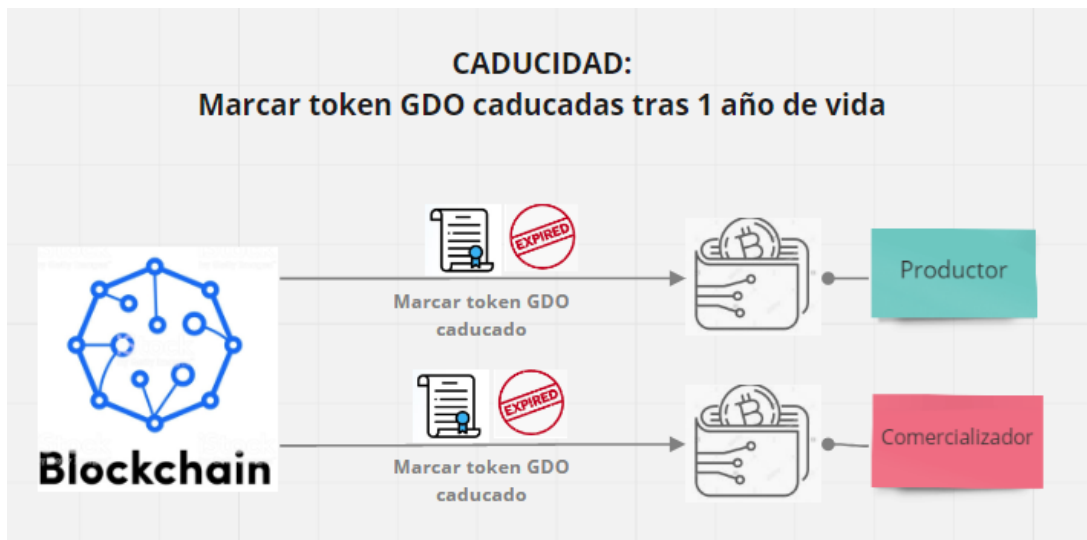 CADUCIDAD:
Marcar token GDO caducadas tras 1 año de vida
EXPIRED
Marcar token GDO
caducado
Productor
EXPIRED
Marcar token GDO
caducado
Comercializador
Blockchain